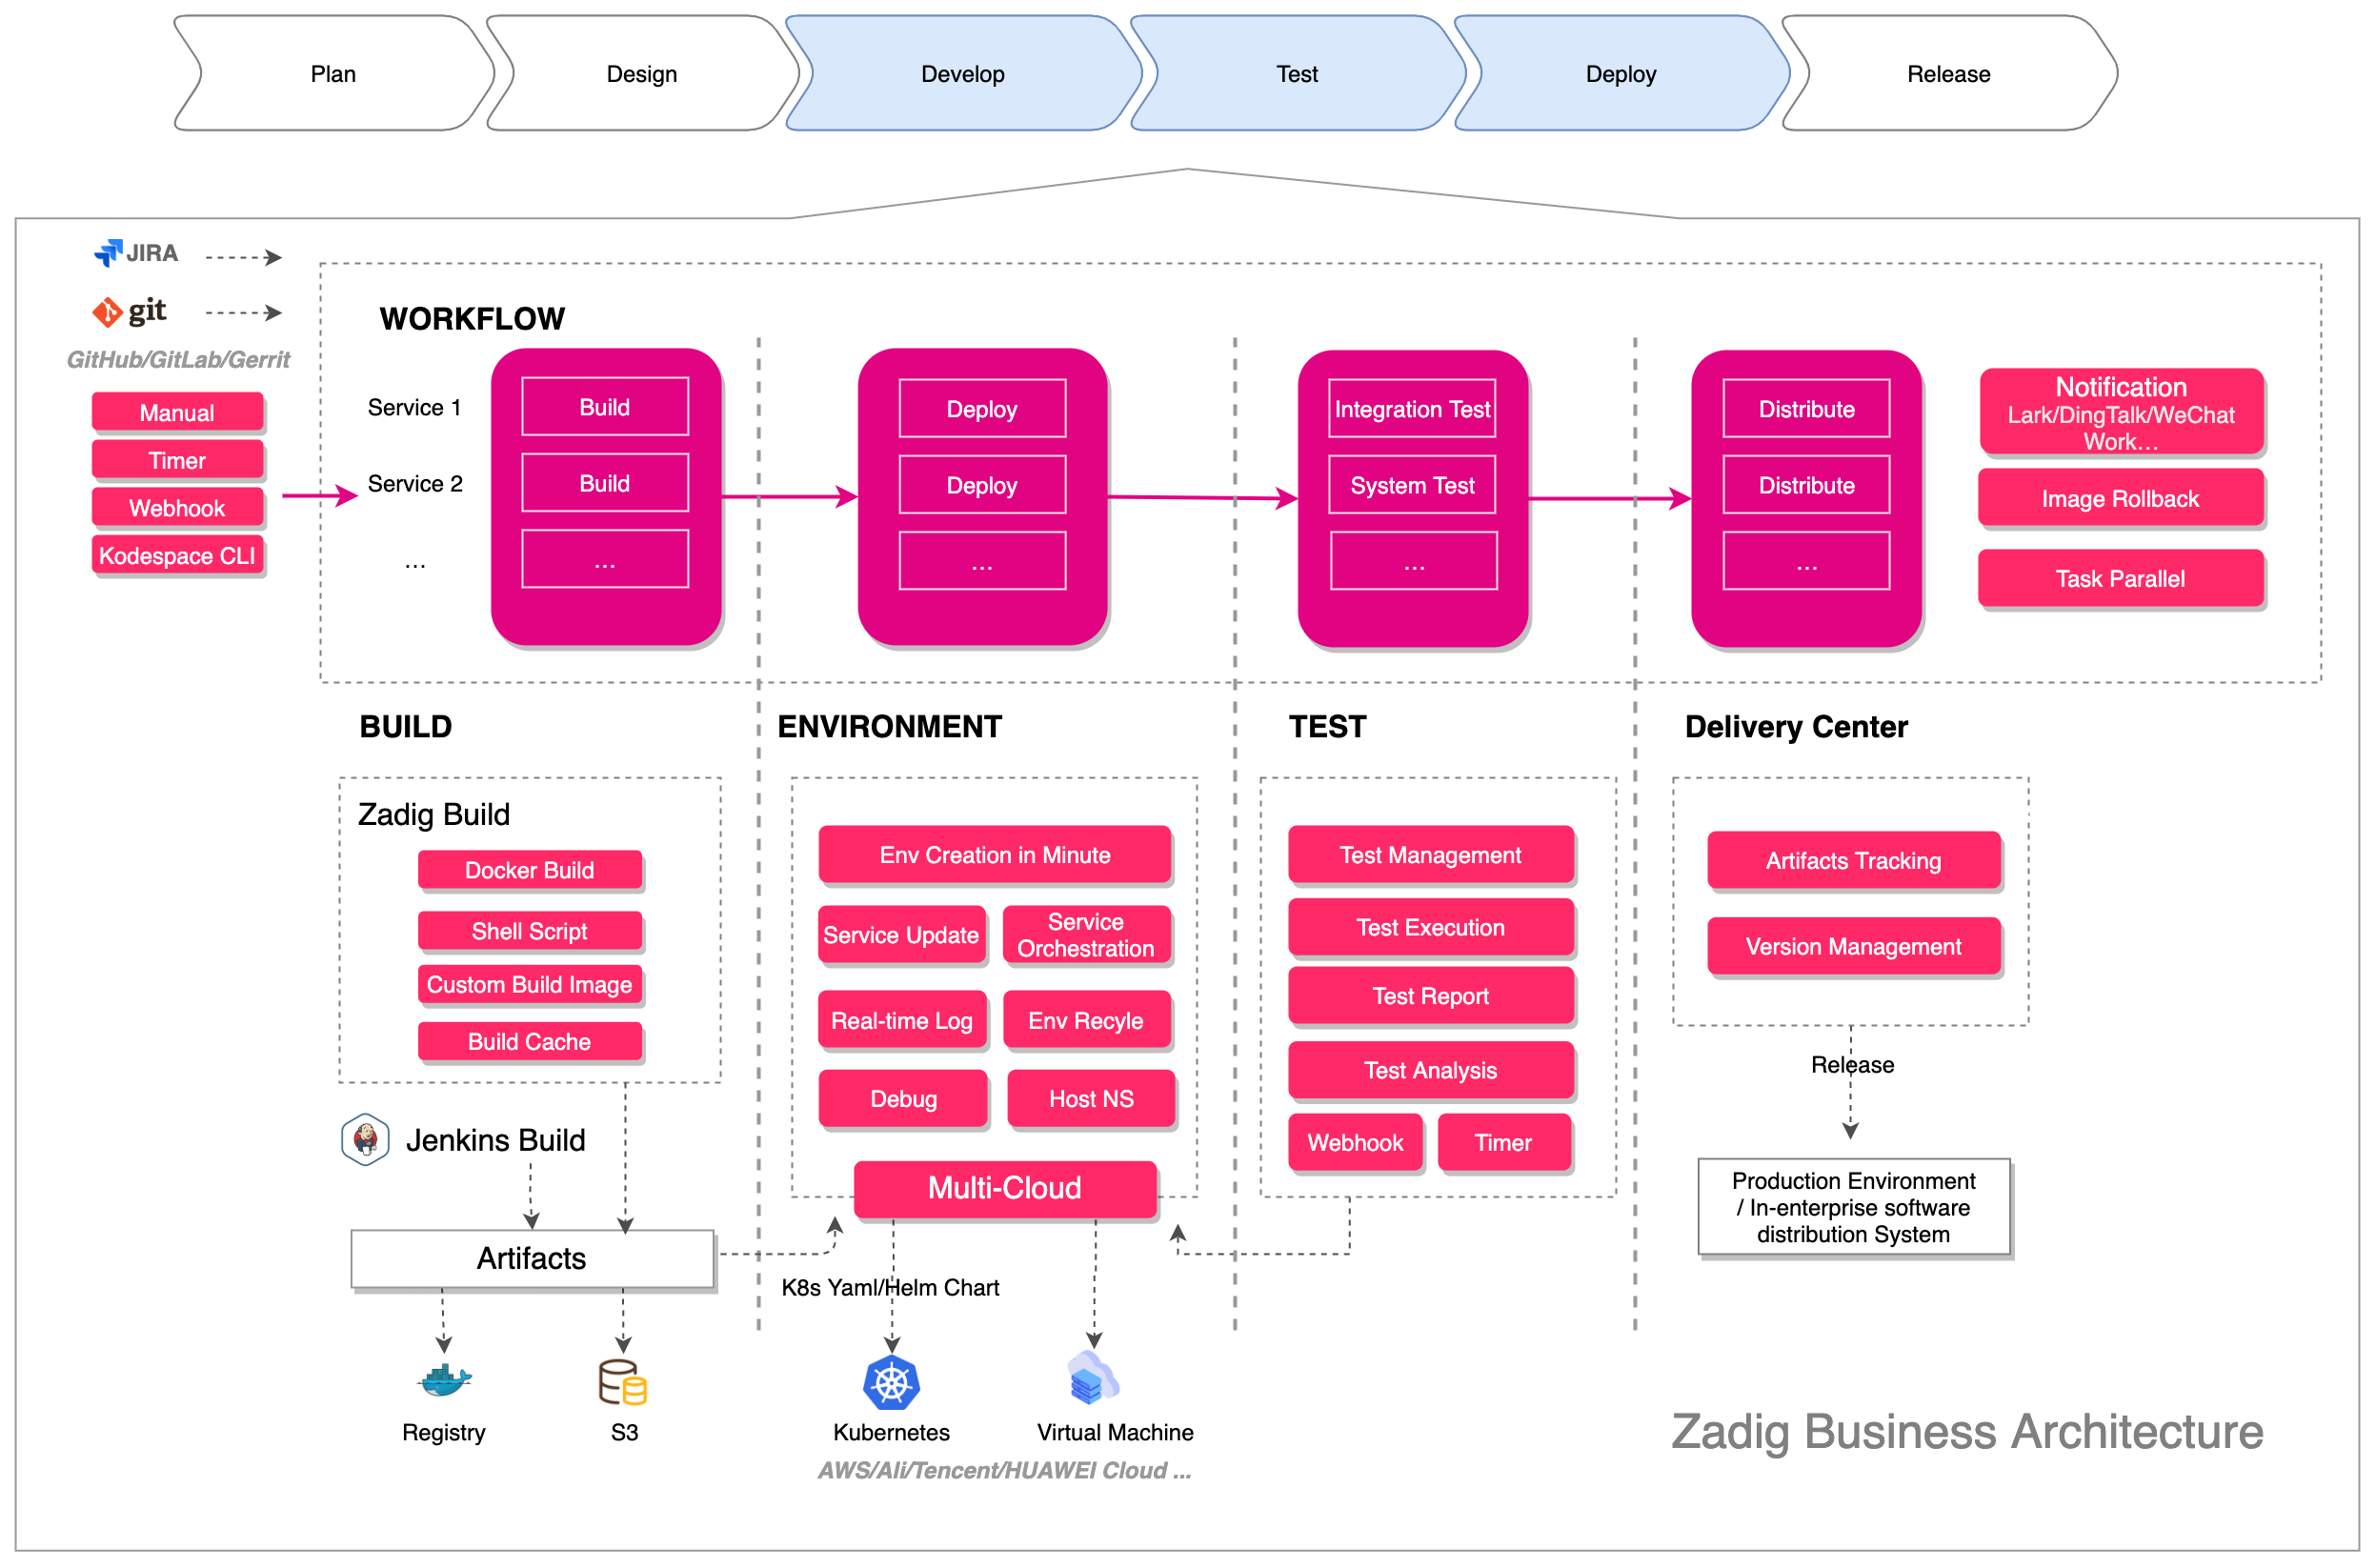 Plan
Design
Develop
Test
Deploy
Release
JIRA
git
GitHub/GitLab/Gerrit
Manual
Timer
Webhook
Kodespace CLI
WORKFLOW
Service 1
Service 2
...
Build
Build
...
Deploy
Deploy
...
Integration Test
System Test
...
Distribute
Distribute
...
Notification
Lark/DingTalk/WeChat
Work...
Image Rollback
Task Parallel
BUILD
Zadig Build
Docker Build
Shell Script
Custom Build Image
Build Cache
Jenkins Build
Artifacts
Registry
S3
ENVIRONMENT
Env Creation in Minute
Service Update
Service
Orchestration
Real-time Log
Env Recyle
Debug
Host NS
Multi-Cloud
K8s Yaml/Helm Chart
Kubernetes
Virtual Machine
AWS/Ali/Tencent/HUAWEI Cloud ...
TEST
Test Management
Test Execution
Test Report
Test Analysis
Webhook
Timer
Delivery Center
Artifacts Tracking
Version Management
Release
Production Environment
/ In-enterprise software
distribution System
Zadig Business Architecture